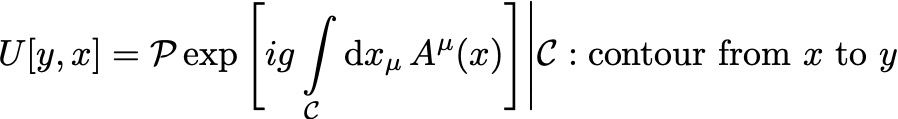 U[y, x] = 𝒫 exp [ig ∫_𝒞 dx_μ A^μ(x)] | 𝒞 : contour from x to y